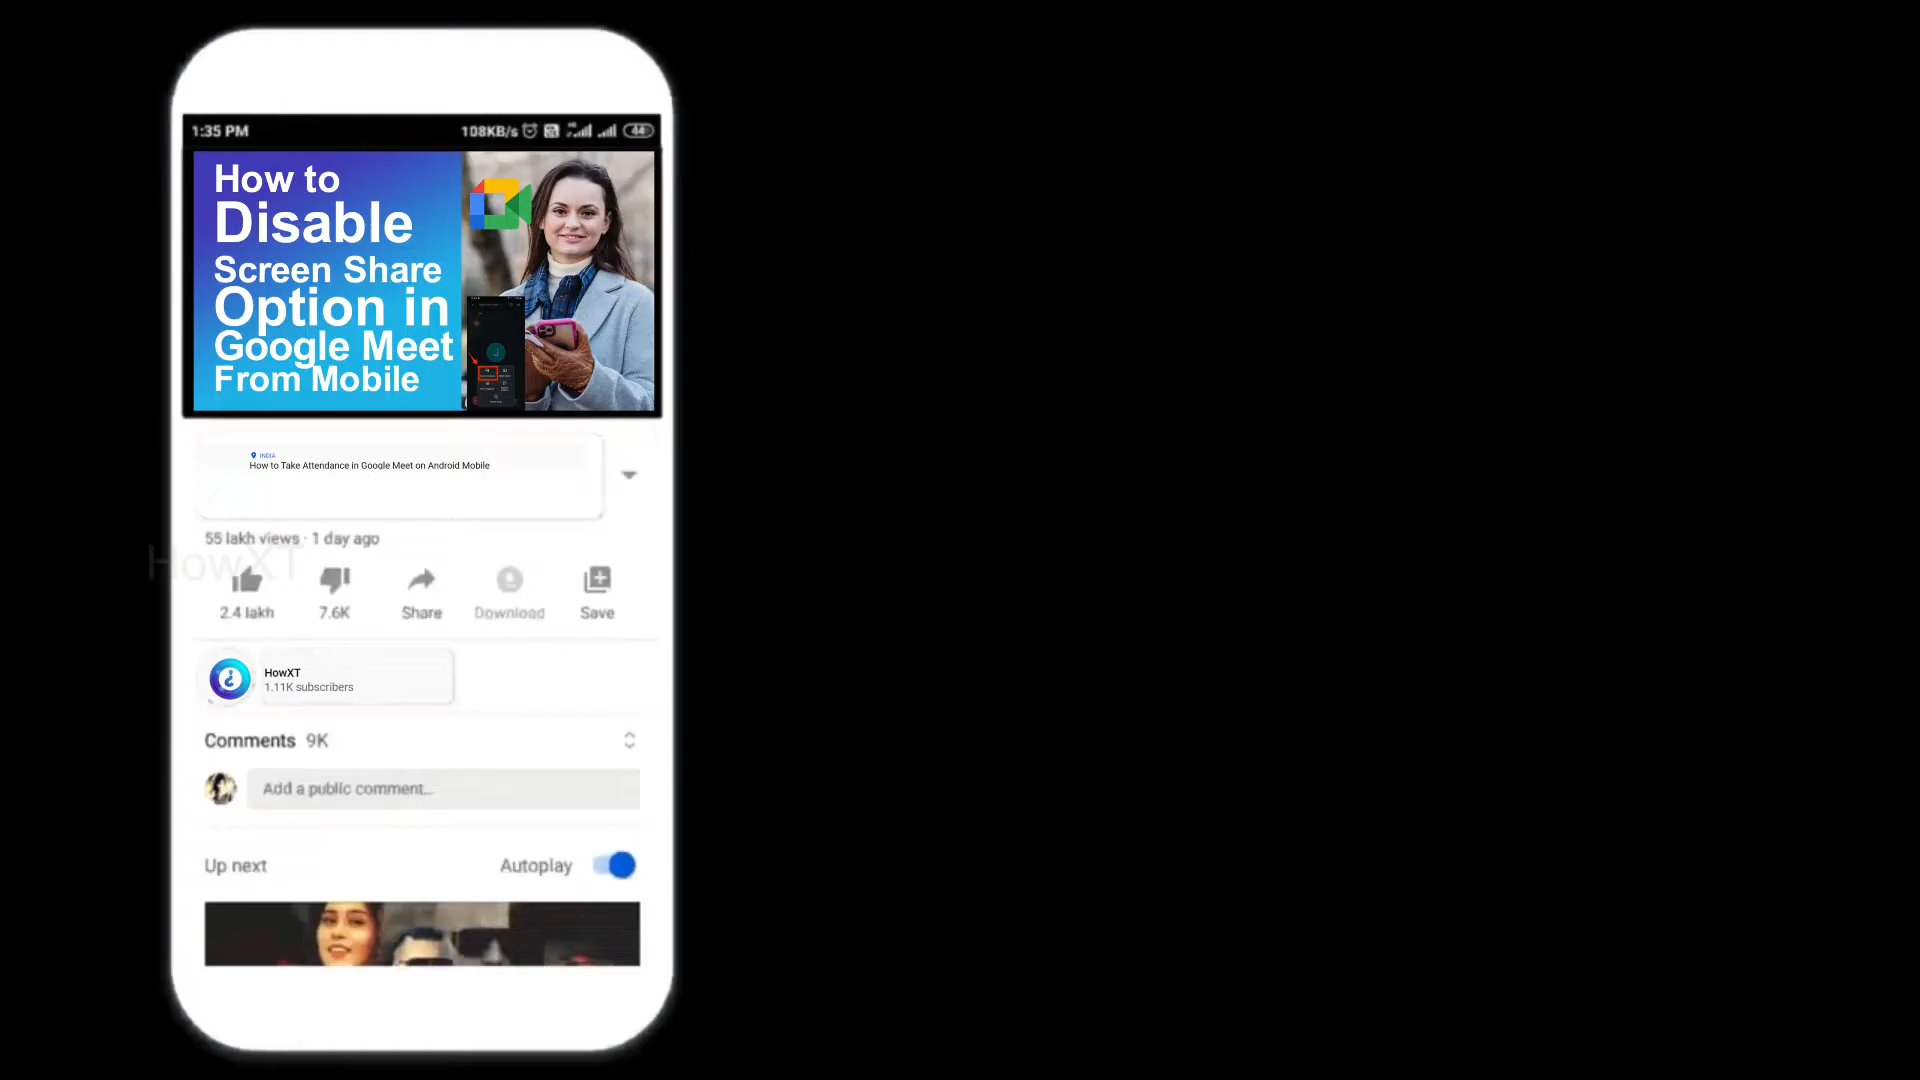 1:35 PM 108KB/s 44
How to
Disable
Screen Share
Option in
Google Meet
From Mobile
INDIA
How to Take Attendance in Google Meet on Android Mobile
55 lakh views · 1 day ago
HowXT
2.4 lakh 7.6K Share Download Save
HowXT
1.11K subscribers
Comments 9K
Add a public comment...
Up next Autoplay